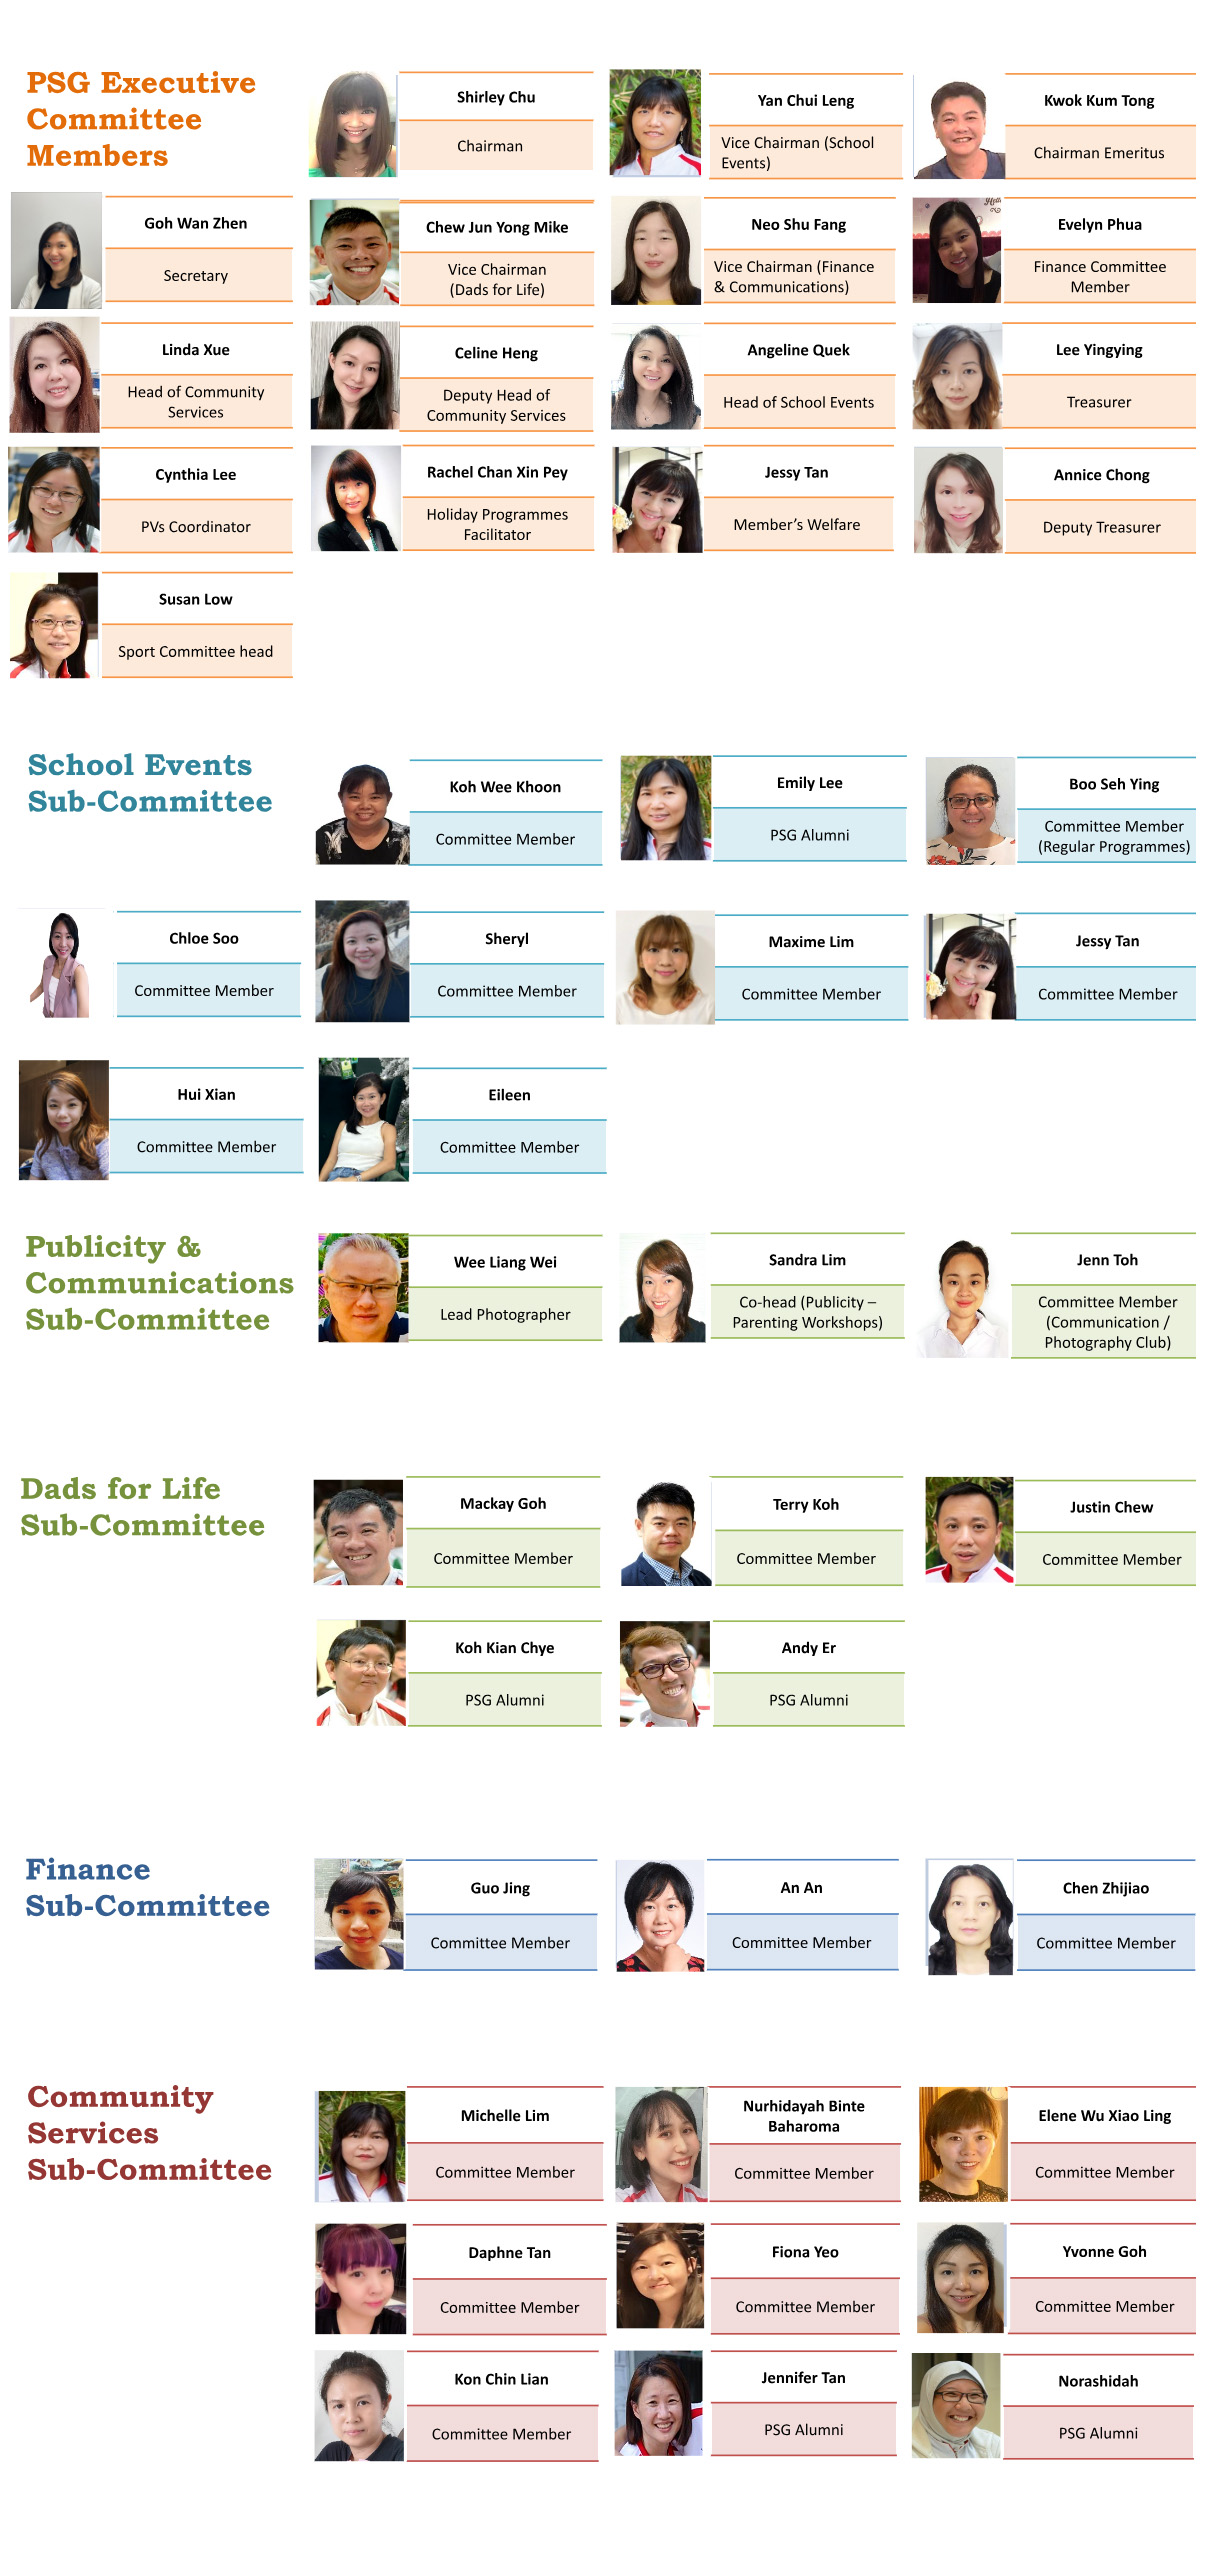 PSG Executive
Committee
Members
Shirley Chu
Chairman
Yan Chui Leng
Vice Chairman (School
Events)
Kwok Kum Tong
Chairman Emeritus
Goh Wan Zhen
Secretary
Chew Jun Yong Mike
Vice Chairman
(Dads for Life)
Neo Shu Fang
Vice Chairman (Finance
& Communications)
Evelyn Phua
Finance Committee
Member
Linda Xue
Head of Community
Services
Celine Heng
Deputy Head of
Community Services
Angeline Quek
Head of School Events
Lee Yingying
Treasurer
Cynthia Lee
PVs Coordinator
Rachel Chan Xin Pey
Holiday Programmes
Facilitator
Jessy Tan
Member’s Welfare
Annice Chong
Deputy Treasurer
Susan Low
Sport Committee head
School Events
Sub-Committee
Koh Wee Khoon
Committee Member
Emily Lee
PSG Alumni
Boo Seh Ying
Committee Member
(Regular Programmes)
Chloe Soo
Committee Member
Sheryl
Committee Member
Maxime Lim
Committee Member
Jessy Tan
Committee Member
Hui Xian
Committee Member
Eileen
Committee Member
Publicity &
Communications
Sub-Committee
Wee Liang Wei
Lead Photographer
Sandra Lim
Co-head (Publicity –
Parenting Workshops)
Jenn Toh
Committee Member
(Communication /
Photography Club)
Dads for Life
Sub-Committee
Mackay Goh
Committee Member
Terry Koh
Committee Member
Justin Chew
Committee Member
Koh Kian Chye
PSG Alumni
Andy Er
PSG Alumni
Finance
Sub-Committee
Guo Jing
Committee Member
An An
Committee Member
Chen Zhijiao
Committee Member
Community
Services
Sub-Committee
Michelle Lim
Committee Member
Nurhidayah Binte
Baharoma
Committee Member
Elene Wu Xiao Ling
Committee Member
Daphne Tan
Committee Member
Fiona Yeo
Committee Member
Yvonne Goh
Committee Member
Kon Chin Lian
Committee Member
Jennifer Tan
PSG Alumni
Norashidah
PSG Alumni